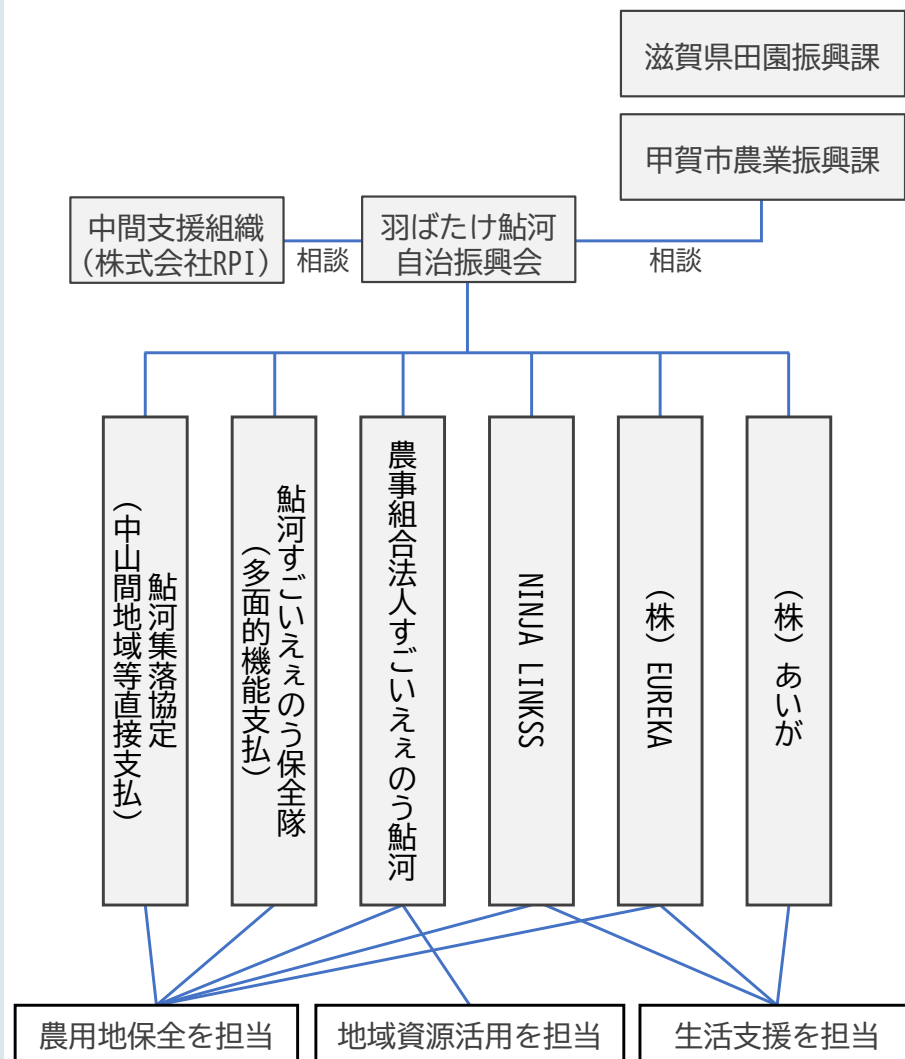 滋賀県田園振興課
甲賀市農業振興課
中間支援組織
(株式会社RPI)
相談
羽ばたけ鮎河
自治振興会
相談
鮎河集落協定
(中山間地域等直接支払)
鮎河すごいえぇのう保全隊
(多面的機能支払)
農事組合法人すごいえぇのう鮎河
NINJA LINKSS
(株) EUREKA
(株) あいが
農用地保全を担当
地域資源活用を担当
生活支援を担当